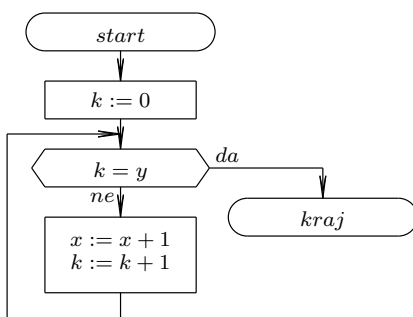 start
k := 0
k = y
da
ne
kraj
x := x + 1
k := k + 1